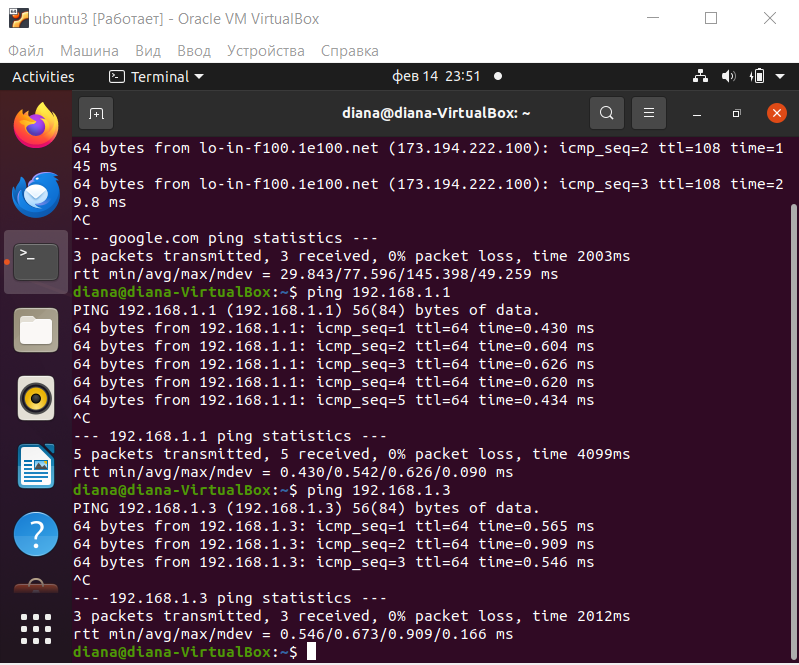 ubuntu3 [Работает] - Oracle VM VirtualBox
Файл Машина Вид Ввод Устройства Справка
Activities Terminal фев 14 23:51
diana@diana-VirtualBox: ~
64 bytes from lo-in-f100.1e100.net (173.194.222.100): icmp_seq=2 ttl=108 time=1
45 ms
64 bytes from lo-in-f100.1e100.net (173.194.222.100): icmp_seq=3 ttl=108 time=2
9.8 ms
^C
--- google.com ping statistics ---
3 packets transmitted, 3 received, 0% packet loss, time 2003ms
rtt min/avg/max/mdev = 29.843/77.596/145.398/49.259 ms
diana@diana-VirtualBox:~$ ping 192.168.1.1
PING 192.168.1.1 (192.168.1.1) 56(84) bytes of data.
64 bytes from 192.168.1.1: icmp_seq=1 ttl=64 time=0.430 ms
64 bytes from 192.168.1.1: icmp_seq=2 ttl=64 time=0.604 ms
64 bytes from 192.168.1.1: icmp_seq=3 ttl=64 time=0.626 ms
64 bytes from 192.168.1.1: icmp_seq=4 ttl=64 time=0.620 ms
64 bytes from 192.168.1.1: icmp_seq=5 ttl=64 time=0.434 ms
^C
--- 192.168.1.1 ping statistics ---
5 packets transmitted, 5 received, 0% packet loss, time 4099ms
rtt min/avg/max/mdev = 0.430/0.542/0.626/0.090 ms
diana@diana-VirtualBox:~$ ping 192.168.1.3
PING 192.168.1.3 (192.168.1.3) 56(84) bytes of data.
64 bytes from 192.168.1.3: icmp_seq=1 ttl=64 time=0.565 ms
64 bytes from 192.168.1.3: icmp_seq=2 ttl=64 time=0.909 ms
64 bytes from 192.168.1.3: icmp_seq=3 ttl=64 time=0.546 ms
^C
--- 192.168.1.3 ping statistics ---
3 packets transmitted, 3 received, 0% packet loss, time 2012ms
rtt min/avg/max/mdev = 0.546/0.673/0.909/0.166 ms
diana@diana-VirtualBox:~$